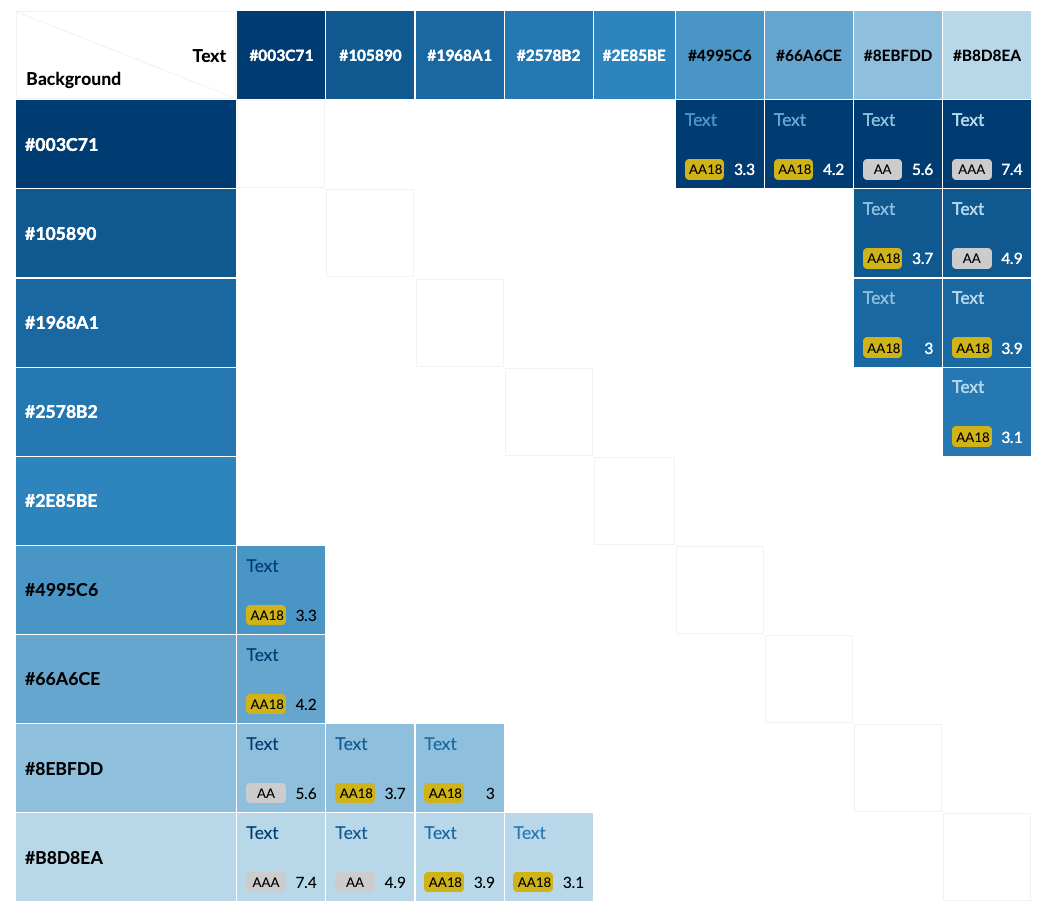 Text #003C71 #105890 #1968A1 #2578B2 #2E85BE #4995C6 #66A6CE #8EBFDD #B8D8EA
Background
Text Text Text Text
#003C71
AA18 3.3 AA18 4.2 AA 5.6 AAA 7.4
Text Text
#105890
AA18 3.7 AA 4.9
Text Text
#1968A1
AA18 3 AA18 3.9
Text
#2578B2
AA18 3.1
#2E85BE
Text
#4995C6
AA18 3.3
Text
#66A6CE
AA18 4.2
Text Text Text
#8EBFDD
AA 5.6 AA18 3.7 AA18 3
Text Text Text Text
#B8D8EA
AAA 7.4 AA 4.9 AA18 3.9 AA18 3.1